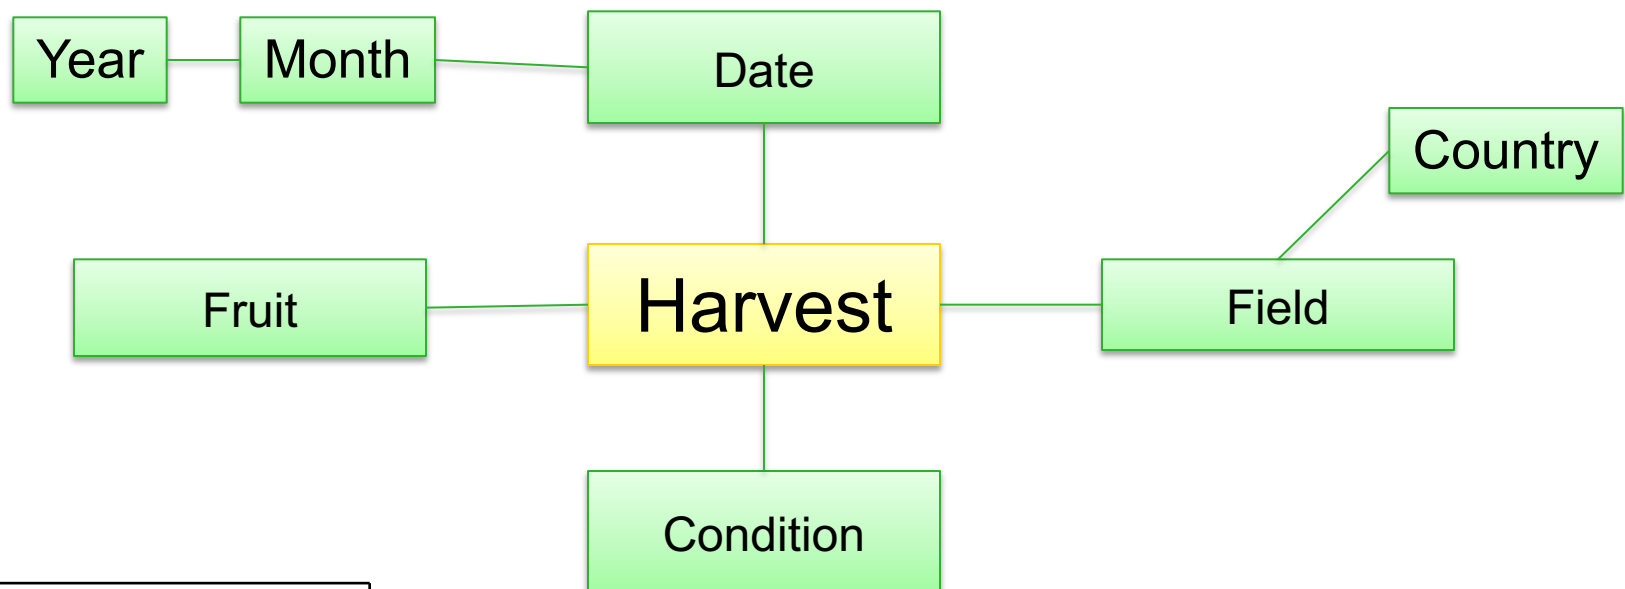 Year
Month
Date
Country
Fruit
Harvest
Field
Condition